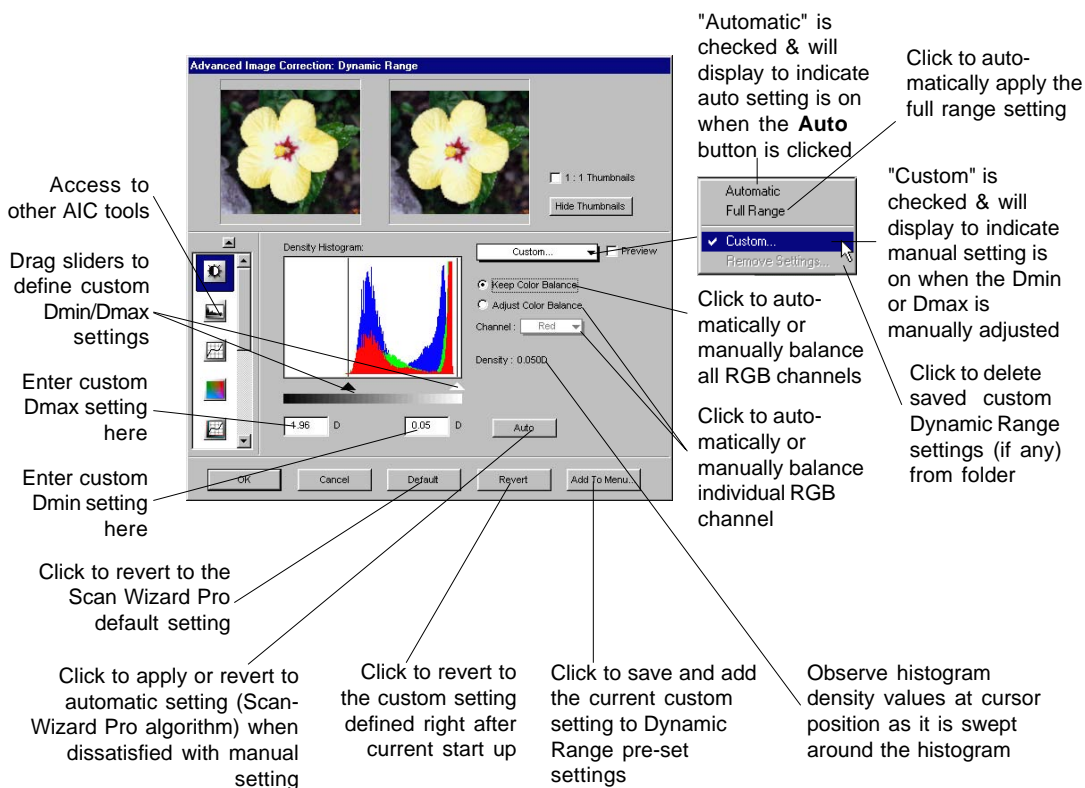 "Automatic" is
checked & will
display to indicate
auto setting is on
when the Auto
button is clicked
Click to auto-
matically apply the
full range setting
Advanced Image Correction: Dynamic Range
1 : 1 Thumbnails
Hide Thumbnails
Automatic
Full Range
Custom...
Remove Settings...
"Custom" is
checked & will
display to indicate
manual setting is
on when the Dmin
or Dmax is
manually adjusted
Access to
other AIC tools
Drag sliders to
define custom
Dmin/Dmax
settings
Enter custom
Dmax setting
here
Enter custom
Dmin setting
here
Density Histogram:
Custom...
Preview
Keep Color Balance
Adjust Color Balance
Channel :
Red
Density : 0.050D
1.96
D
0.05
D
Auto
OK
Cancel
Default
Revert
Add To Menu...
Click to auto-
matically or
manually balance
all RGB channels
Click to auto-
matically or
manually balance
individual RGB
channel
Click to delete
saved custom
Dynamic Range
settings (if any)
from folder
Click to revert to the
Scan Wizard Pro
default setting
Click to apply or revert to
automatic setting (Scan-
Wizard Pro algorithm) when
dissatisfied with manual
setting
Click to revert to
the custom setting
defined right after
current start up
Click to save and add
the current custom
setting to Dynamic
Range pre-set
settings
Observe histogram
density values at cursor
position as it is swept
around the histogram